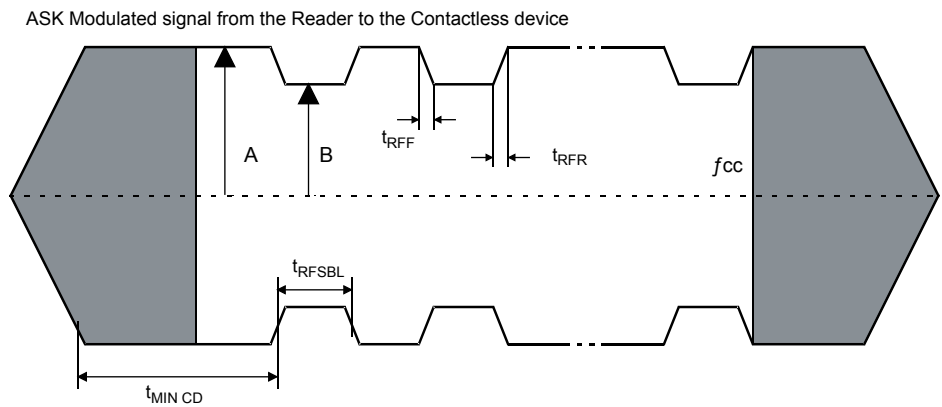 ASK Modulated signal from the Reader to the Contactless device
A
B
tRFF
tRFR
ƒcc
tRFSBL
tMIN CD